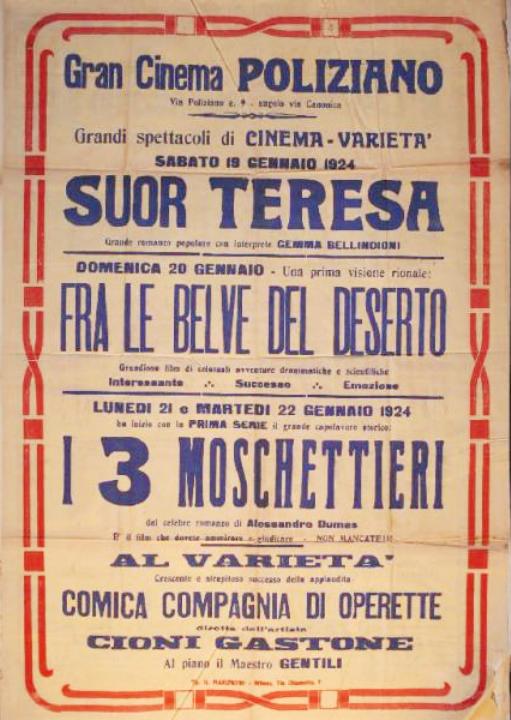 Gran Cinema POLIZIANO
Via Poliziano n. 9 - angolo via Canonica
Grandi spettacoli di CINEMA-VARIETA'
SABATO 19 GENNAIO 1924
SUOR TERESA
Grande romanzo popolare con interprete GEMMA BELLINCIONI
DOMENICA 20 GENNAIO - Una prima visione rionale:
FRA LE BELVE DEL DESERTO
Grandioso film di colossali avventure drammatiche e scientifiche
Interessante ∴ Successo ∴ Emozione
LUNEDI 21 e MARTEDI 22 GENNAIO 1924
ha inizio con la PRIMA SERIE il grande capolavoro storico:
I 3 MOSCHETTIERI
dal celebre romanzo di Alessandro Dumas
E' il film che dovete ammirare e giudicare - NON MANCATE!!!
AL VARIETA'
Crescente e strepitoso successo della applaudita
COMICA COMPAGNIA DI OPERETTE
diretta dall'artista
CIONI GASTONE
Al piano il Maestro GENTILI
Milano, Via